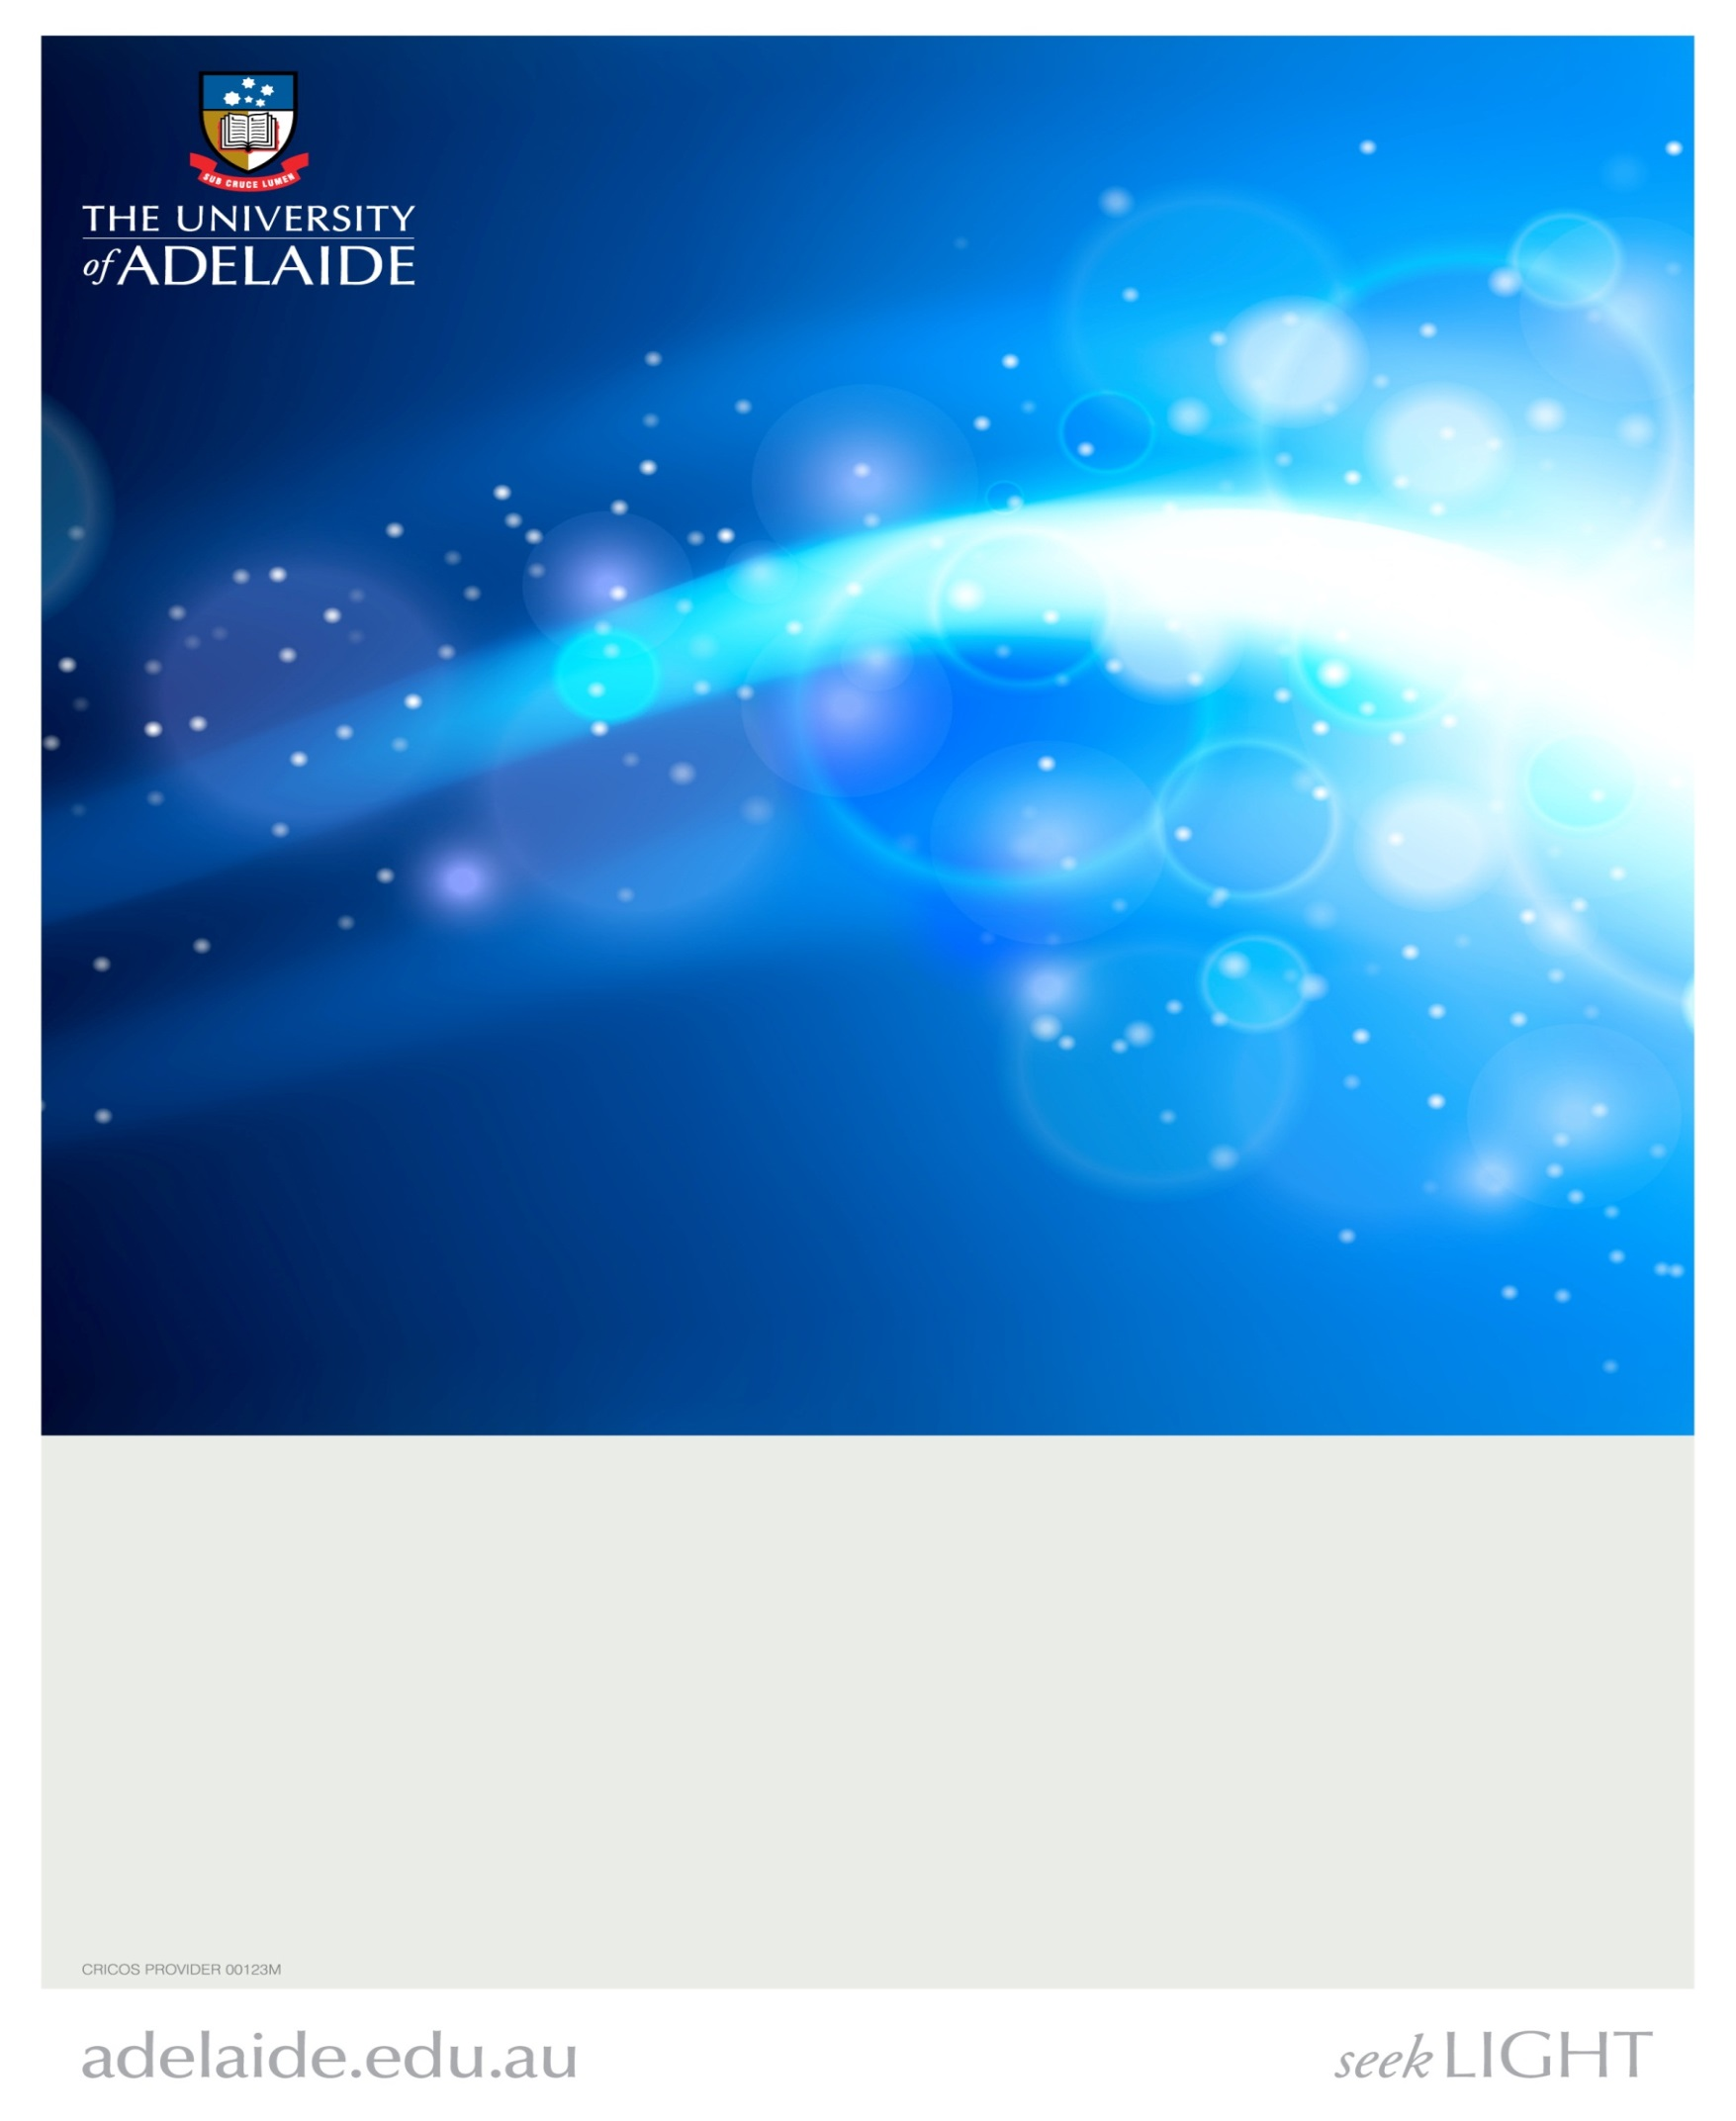 SUB CRUCE LUMEN
THE UNIVERSITY
of ADELAIDE
CRICOS PROVIDER 00123M
adelaide.edu.au
seek LIGHT